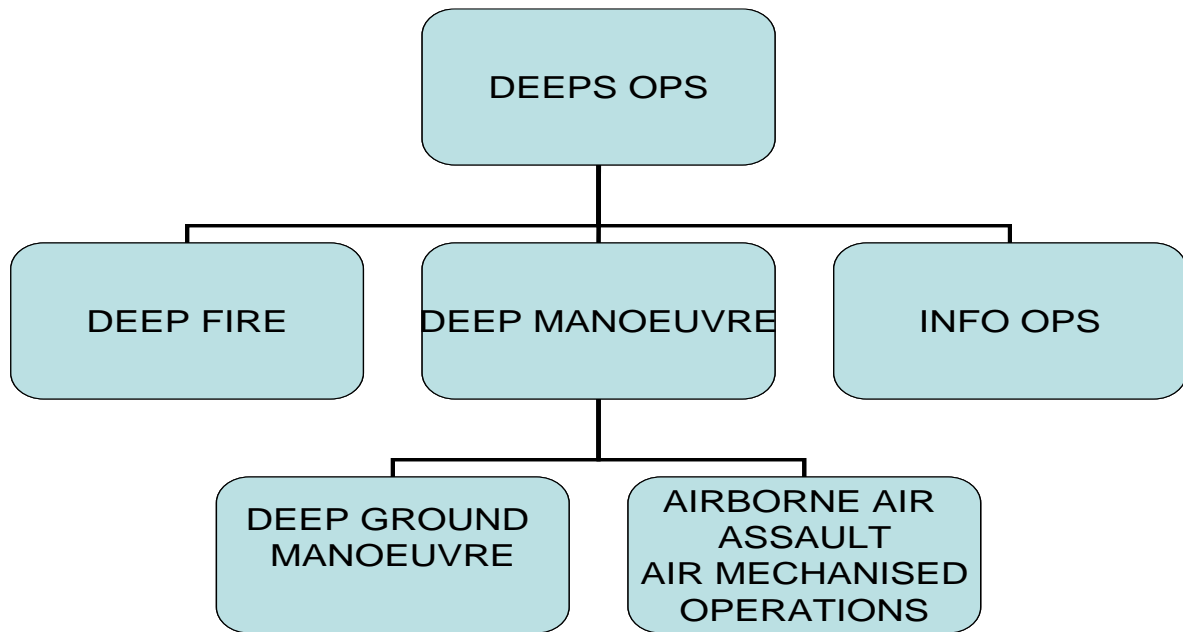 DEEPS OPS
DEEP FIRE
DEEP MANOEUVRE
INFO OPS
DEEP GROUND
MANOEUVRE
AIRBORNE AIR
ASSAULT
AIR MECHANISED
OPERATIONS